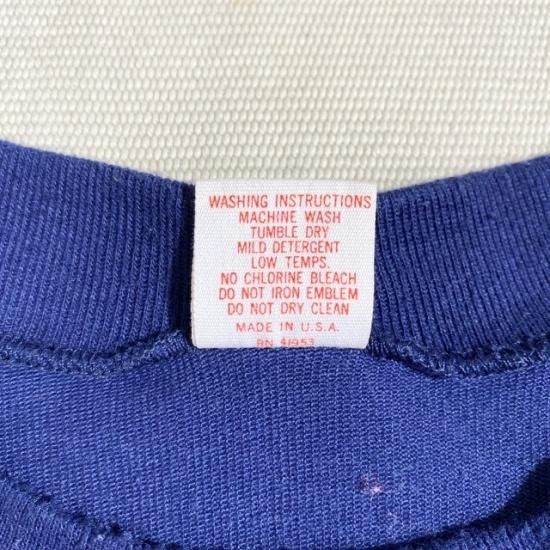 WASHING INSTRUCTIONS
MACHINE WASH
TUMBLE DRY
MILD DETERGENT
LOW TEMPS.
NO CHLORINE BLEACH
DO NOT IRON EMBLEM
DO NOT DRY CLEAN
MADE IN U.S.A.
RN 41953